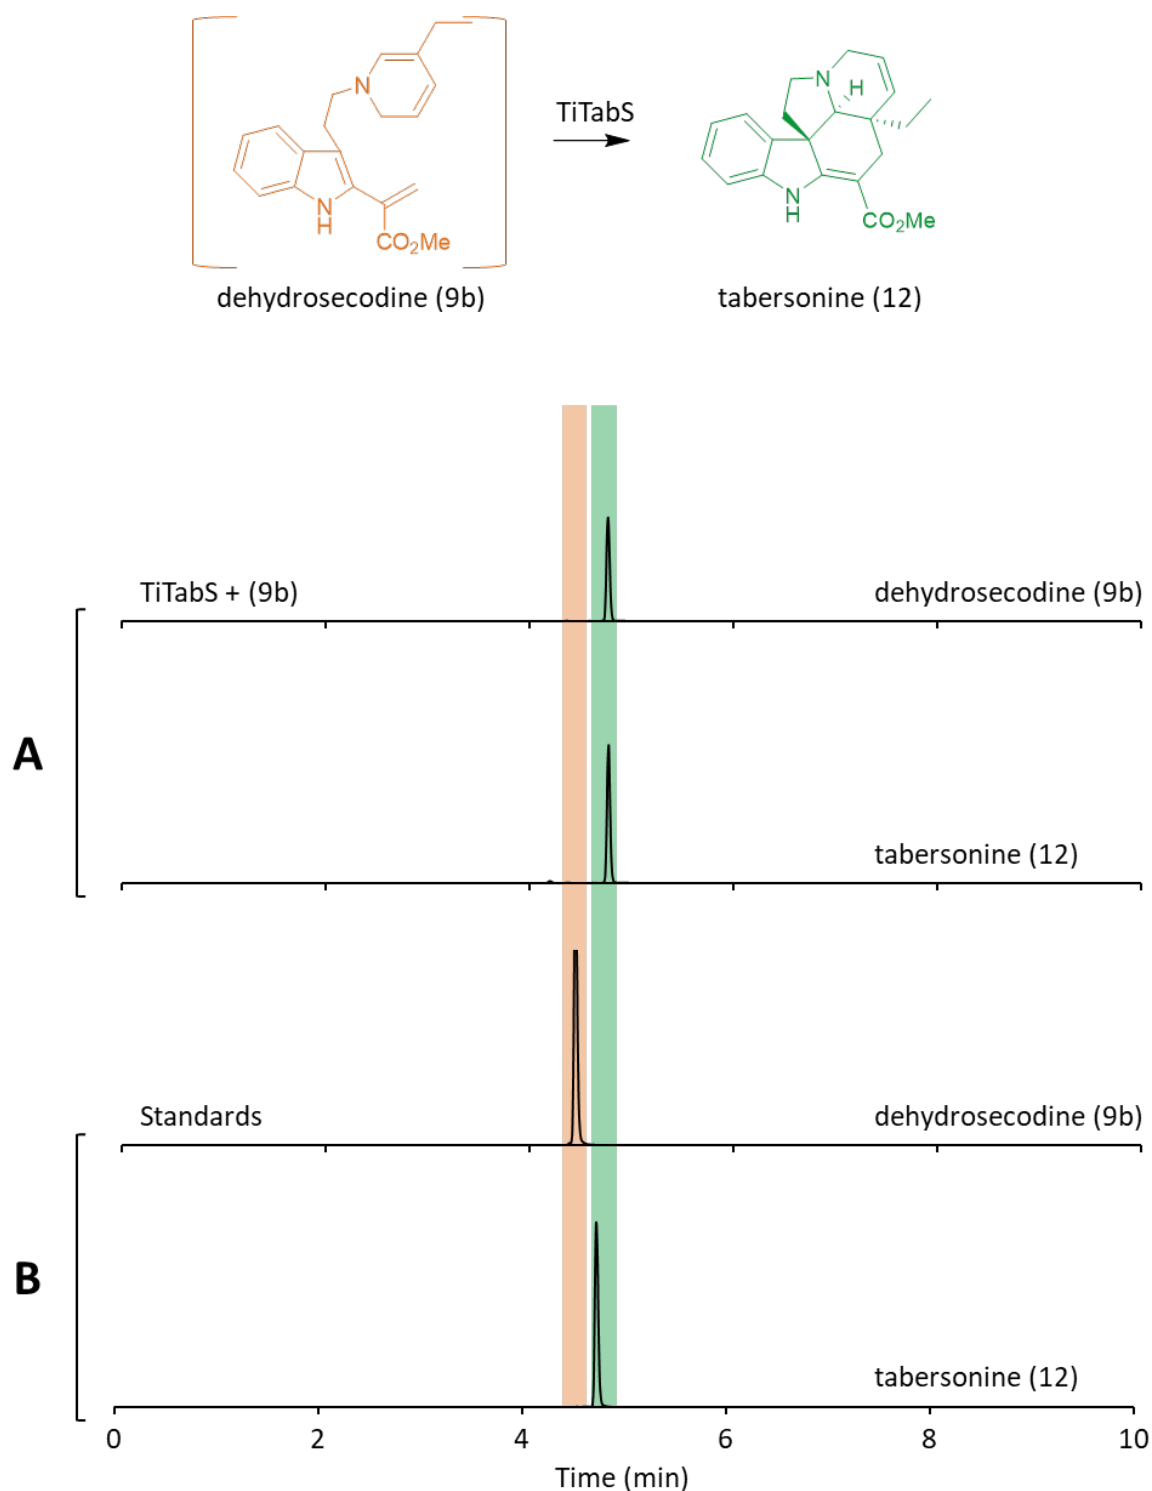 N
N
H
CO₂Me
TiTabS
N
H
N
H
CO₂Me
dehydrosecodine (9b)
tabersonine (12)
TiTabS + (9b)
dehydrosecodine (9b)
A
tabersonine (12)
Standards
dehydrosecodine (9b)
B
tabersonine (12)
0 2 4 6 8 10
Time (min)